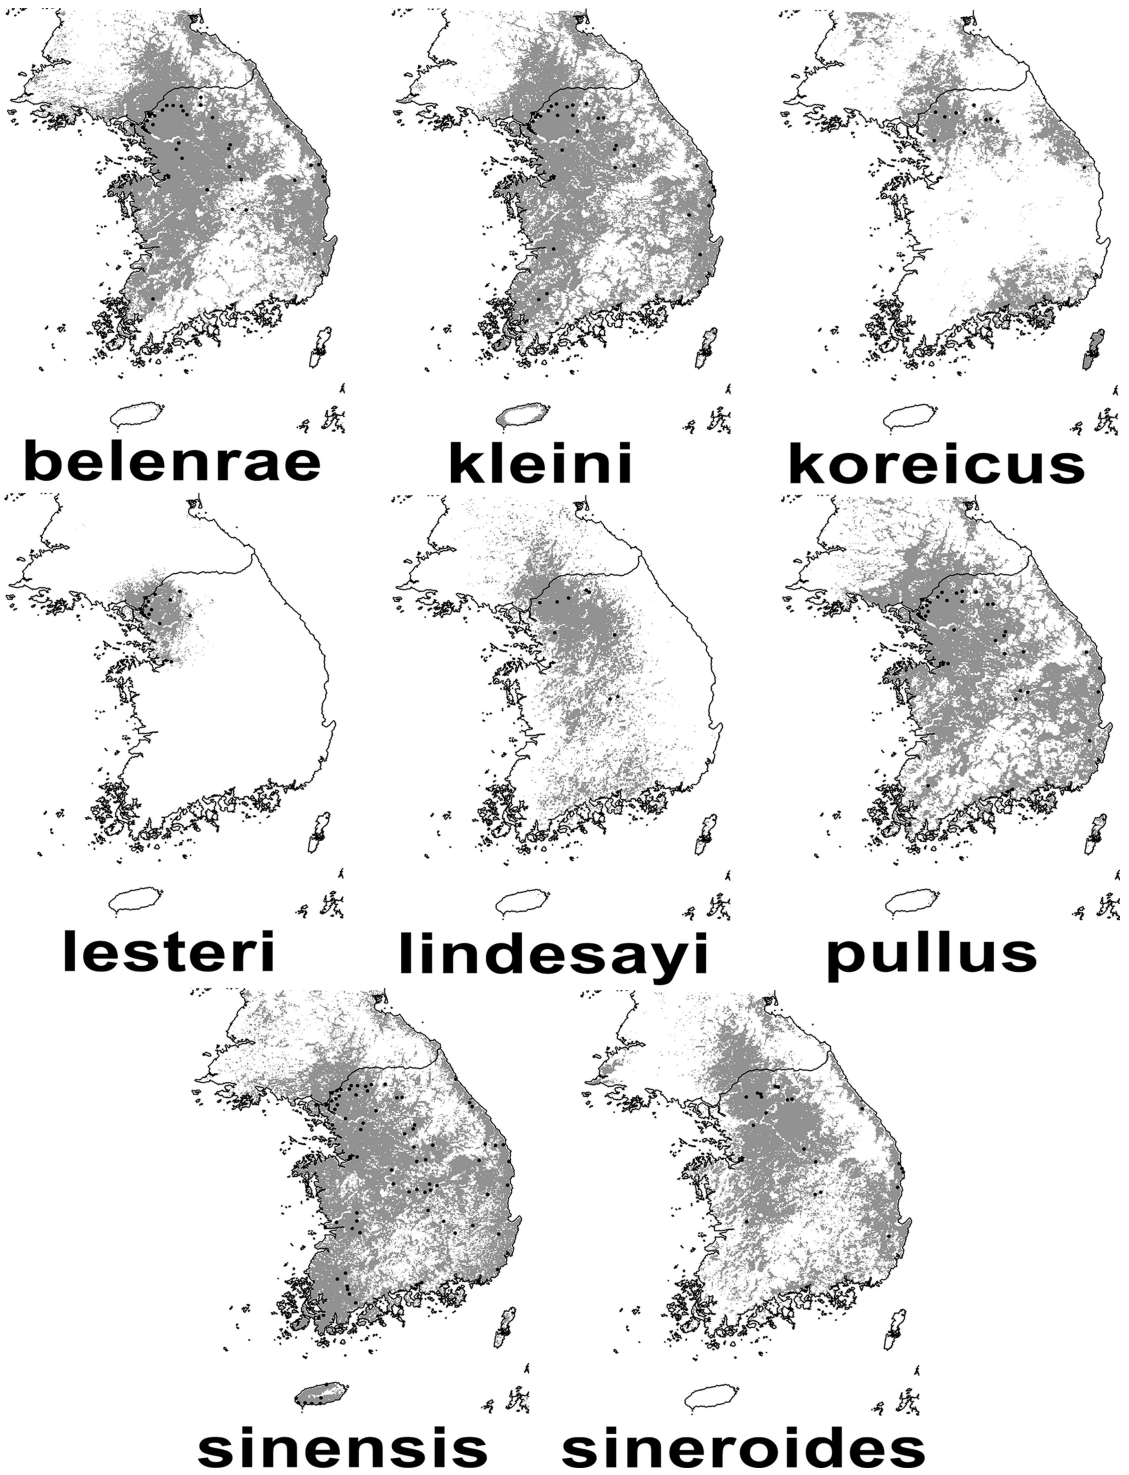 belenrae
kleini
koreicus
lesteri
lindesayi
pullus
sinensis
sineroides